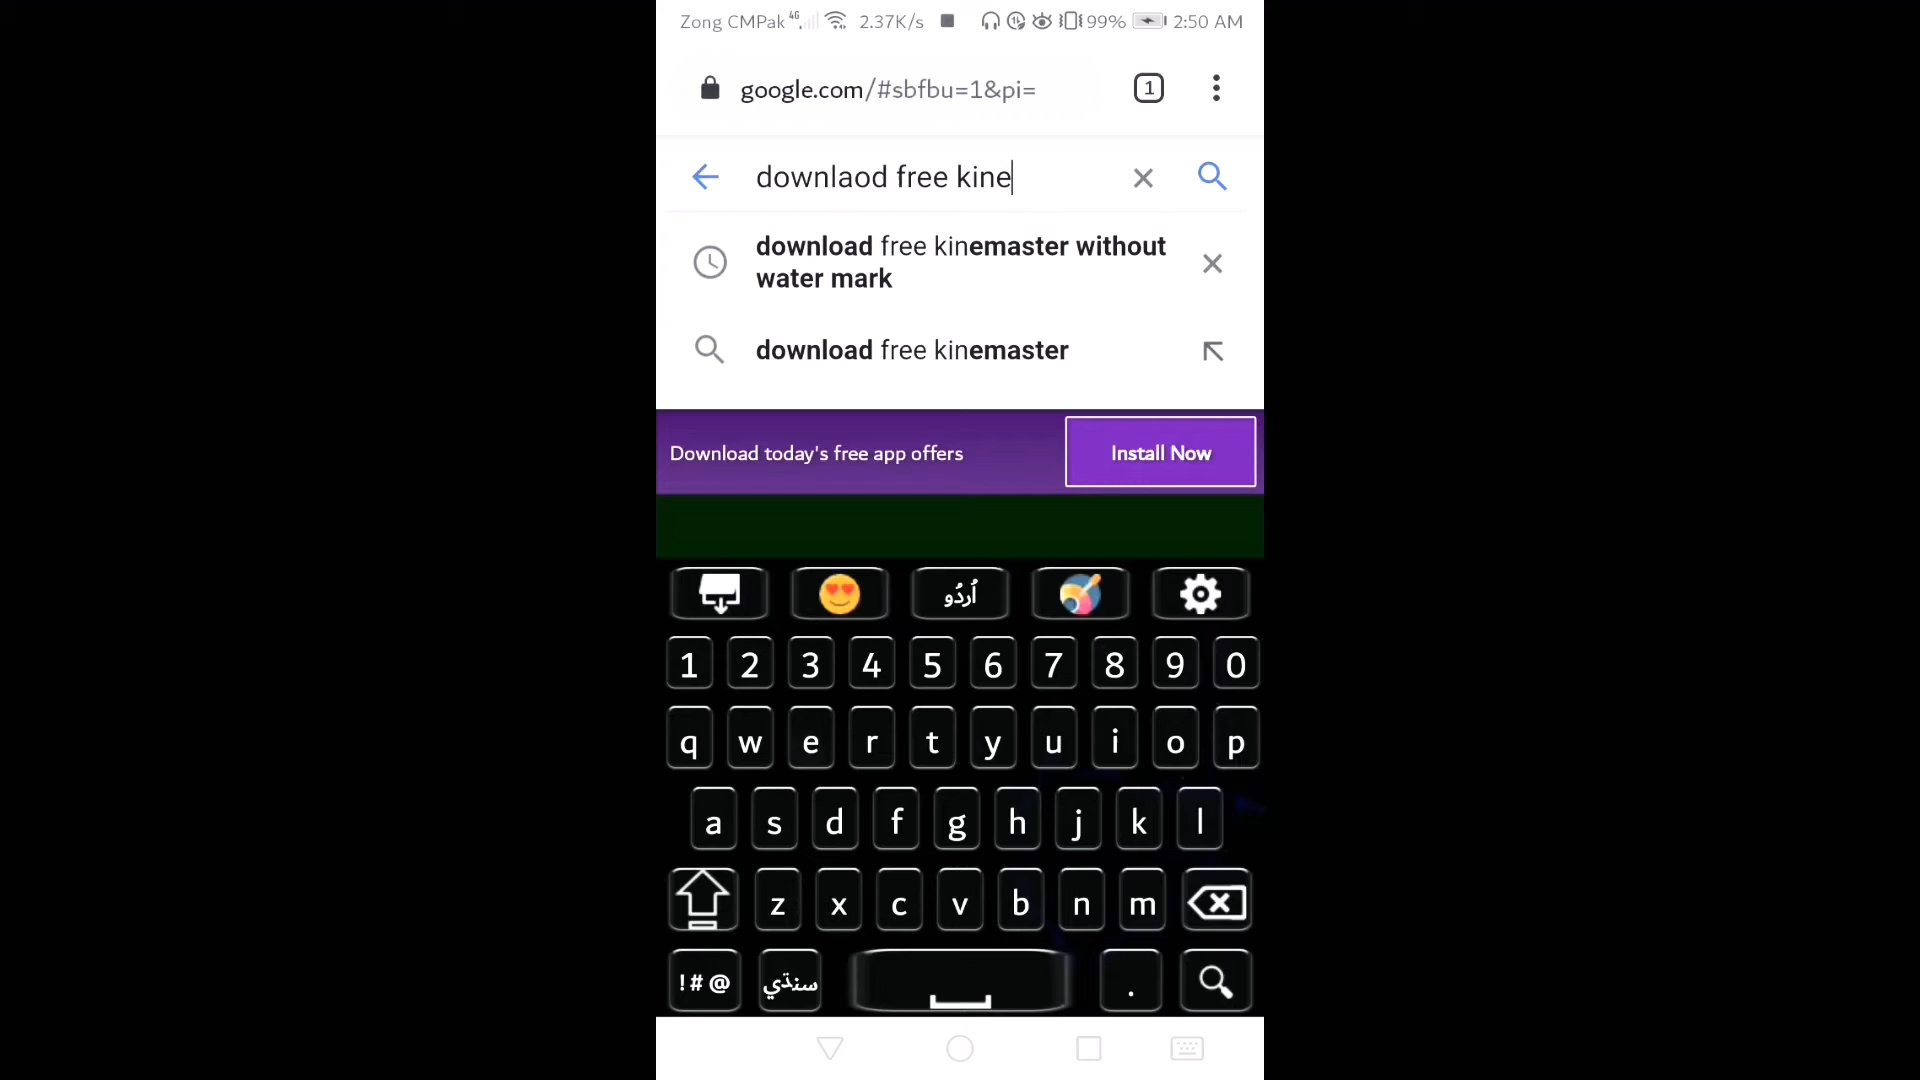 Zong CMPak 4G 2.37K/s 99% 2:50 AM
google.com/#sbfbu=1&pi= 1
downlaod free kine
download free kinemaster without
water mark
download free kinemaster
Download today's free app offers Install Now
اُردُو
1 2 3 4 5 6 7 8 9 0
q w e r t y u i o p
a s d f g h j k l
z x c v b n m
!#@ سنڌي .